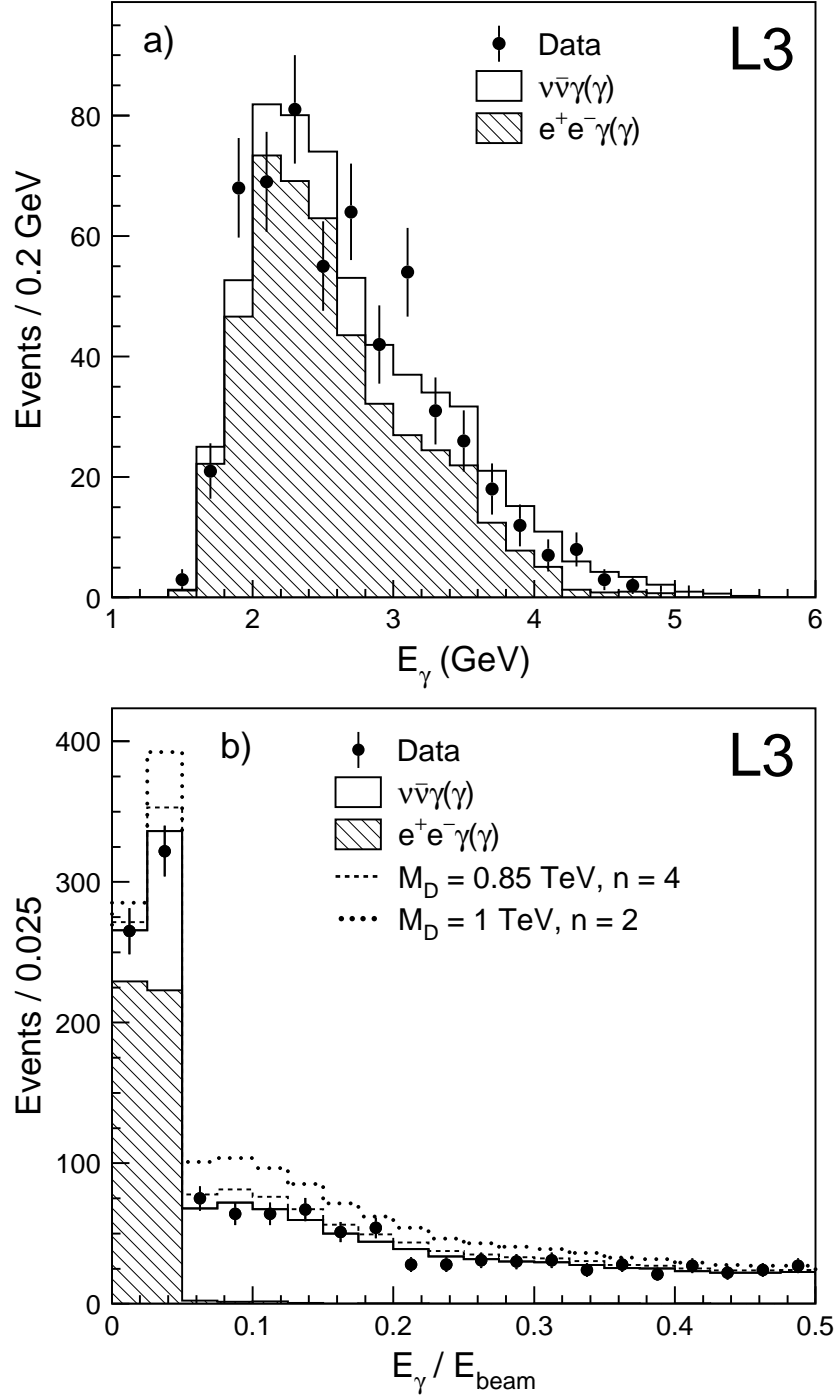 a)
L3
Data
νν̄γ(γ)
e⁺e⁻γ(γ)
Events / 0.2 GeV
80
60
40
20
0
1 2 3 4 5 6
E_γ (GeV)
b)
L3
Data
νν̄γ(γ)
e⁺e⁻γ(γ)
M_D = 0.85 TeV, n = 4
M_D = 1 TeV, n = 2
Events / 0.025
400
300
200
100
0
0 0.1 0.2 0.3 0.4 0.5
E_γ / E_beam